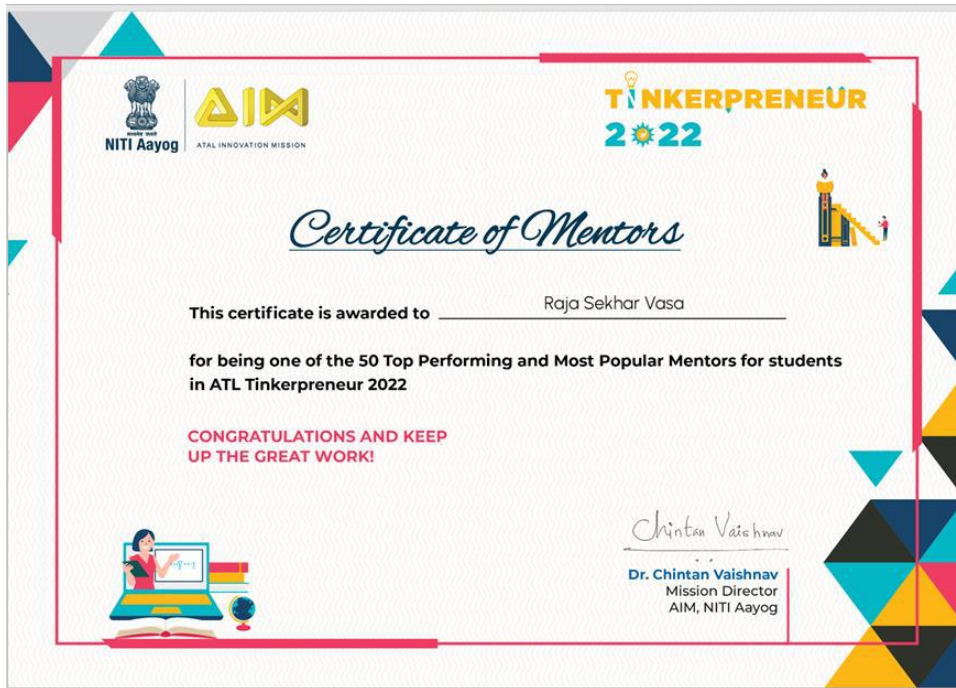 NITI Aayog
AIM
ATAL INNOVATION MISSION
TINKERPRENEUR
2022
Certificate of Mentors
This certificate is awarded to Raja Sekhar Vasa
for being one of the 50 Top Performing and Most Popular Mentors for students
in ATL Tinkerpreneur 2022
CONGRATULATIONS AND KEEP
UP THE GREAT WORK!
Chintan Vaishnav
Dr. Chintan Vaishnav
Mission Director
AIM, NITI Aayog